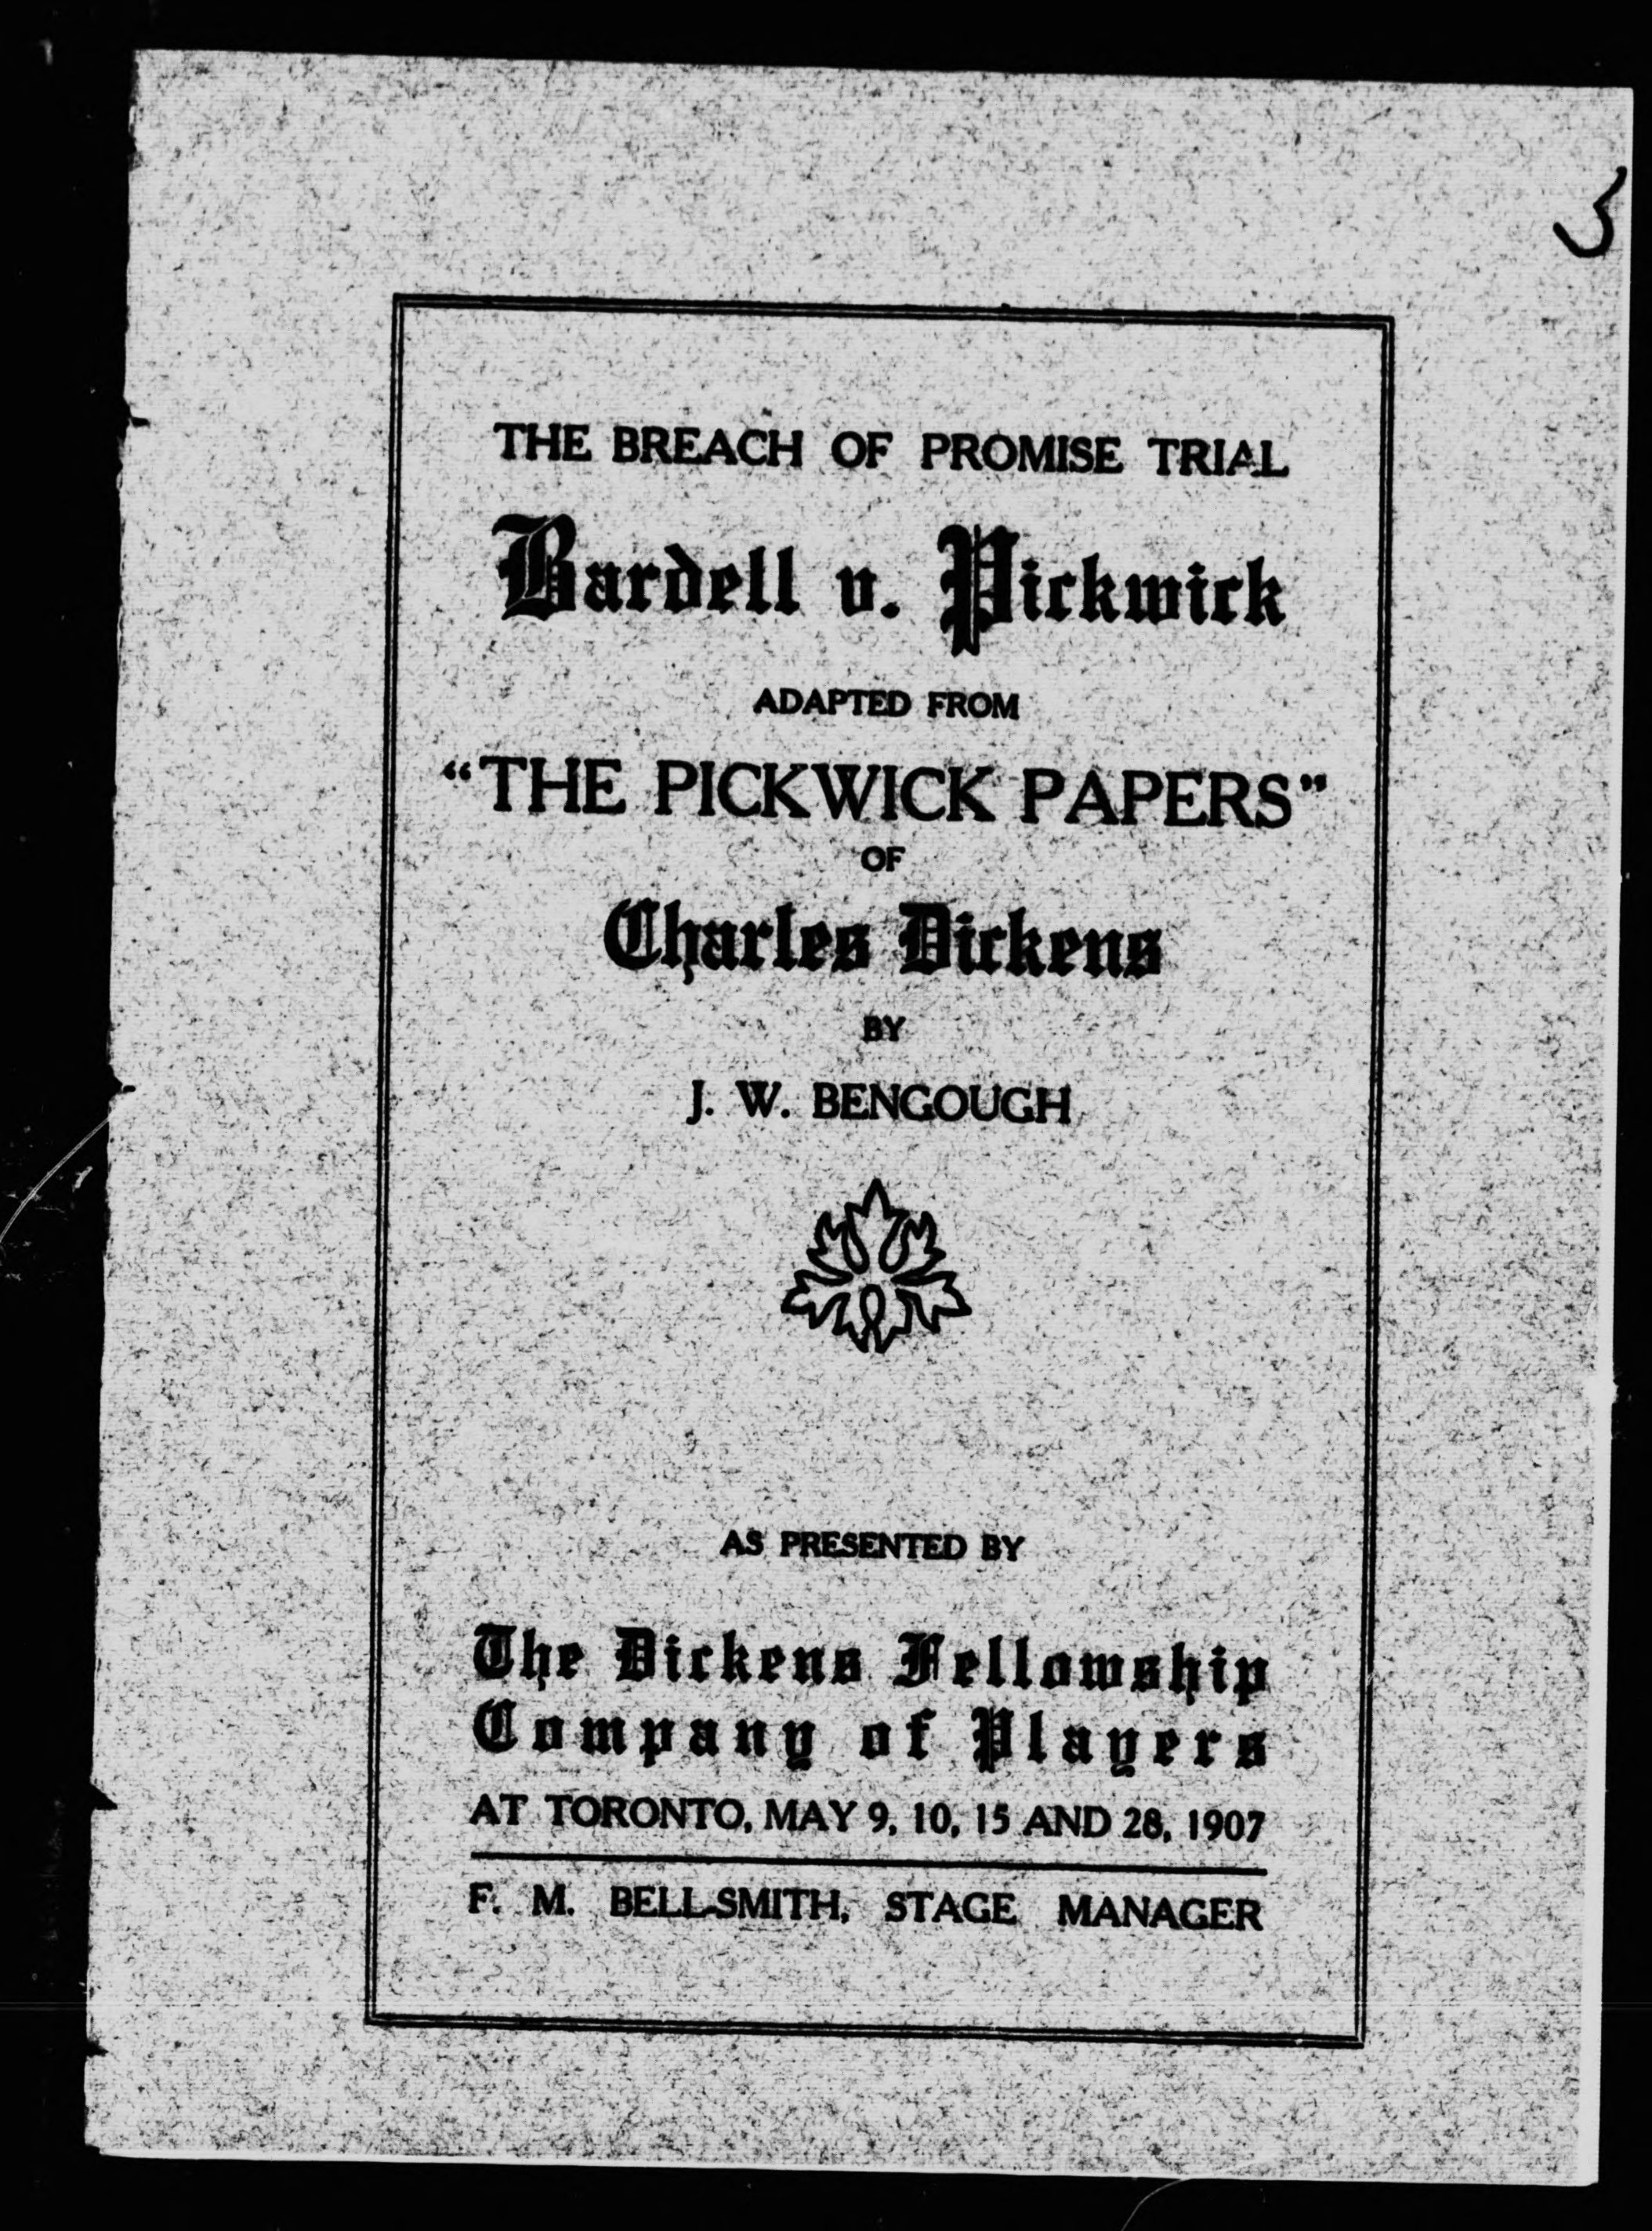 THE BREACH OF PROMISE TRIAL
Bardell v. Pickwick
ADAPTED FROM
“THE PICKWICK PAPERS”
OF
Charles Dickens
BY
J. W. BENGOUGH
AS PRESENTED BY
The Dickens Fellowship
Company of Players
AT TORONTO, MAY 9, 10, 15 AND 28, 1907
F. M. BELL-SMITH, STAGE MANAGER